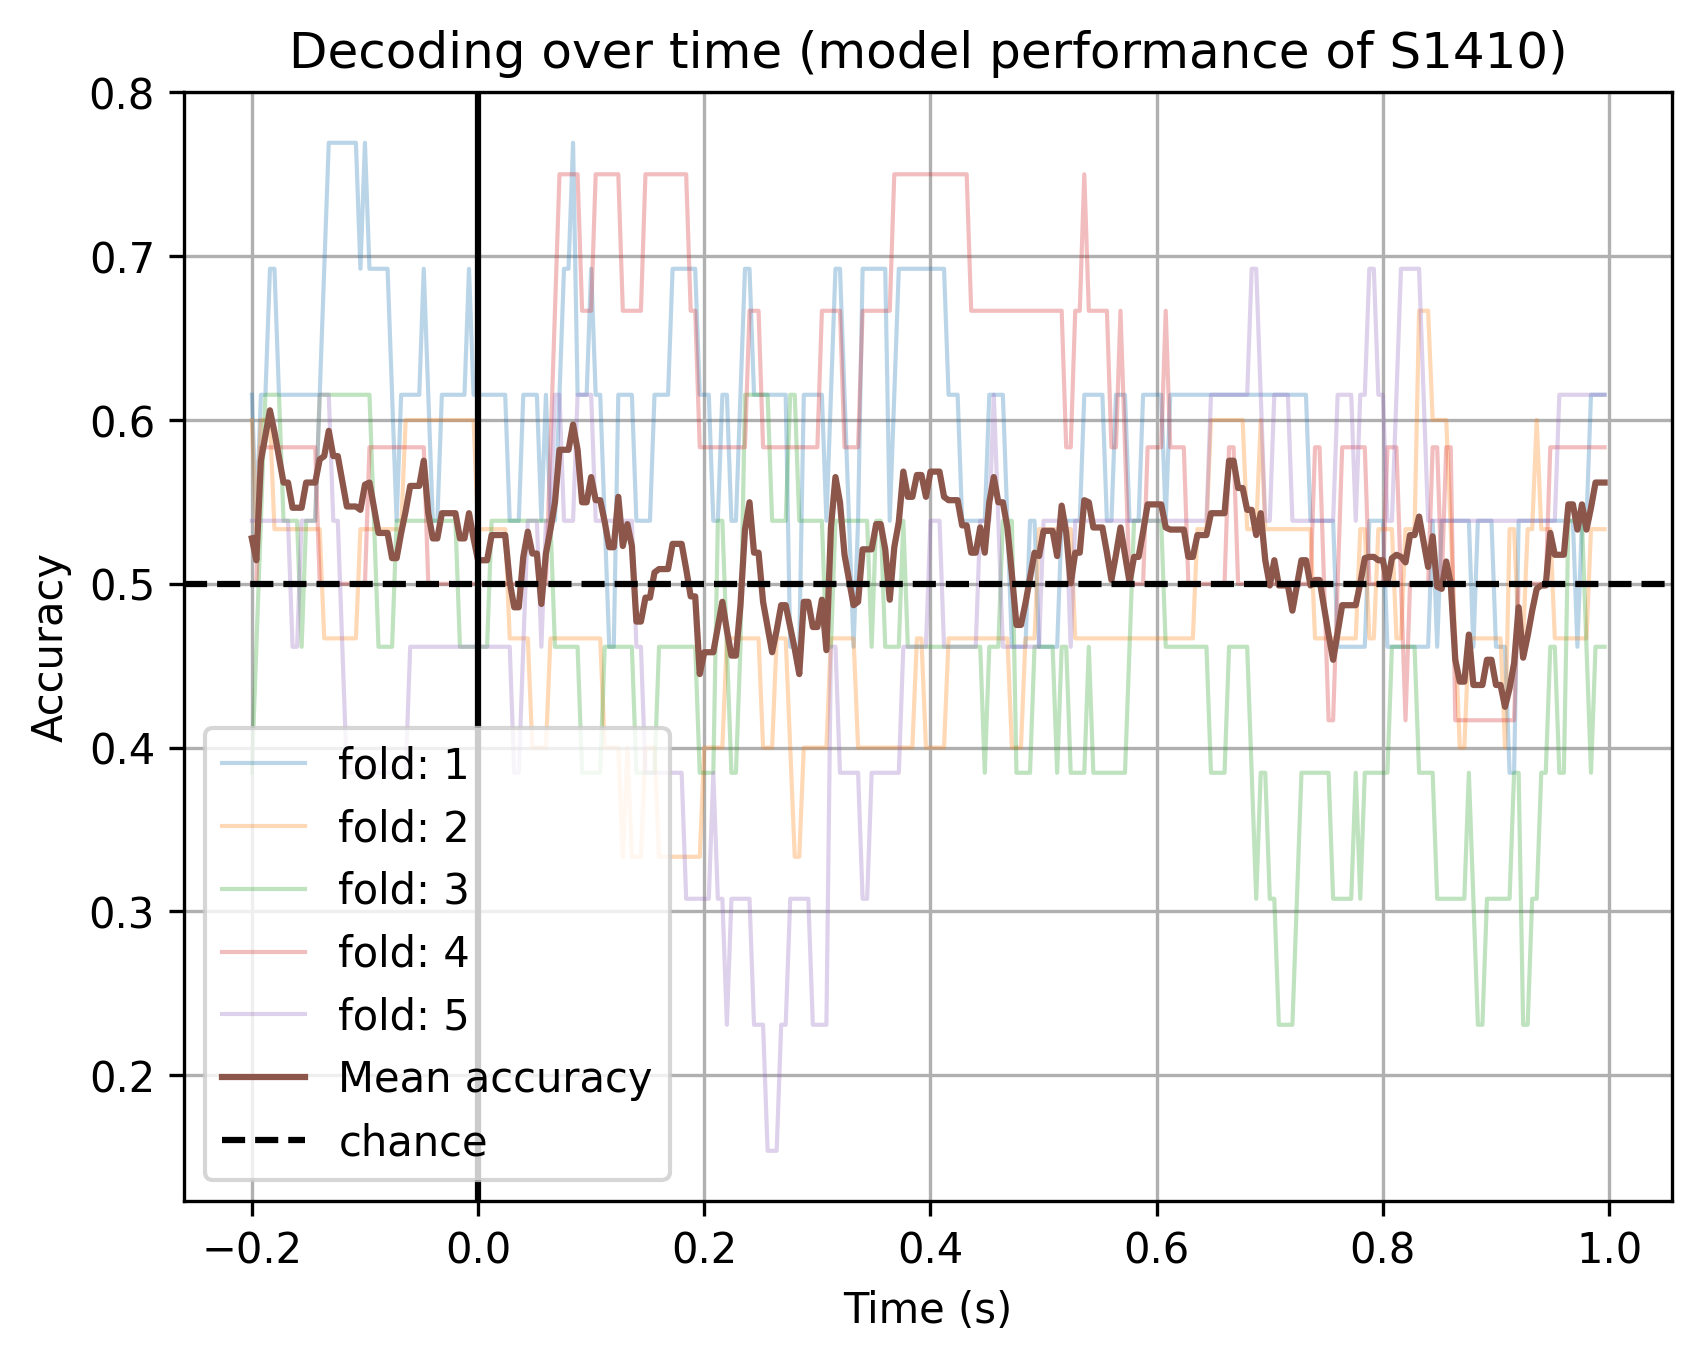 Decoding over time (model performance of S1410)
0.8
0.7
0.6
0.5
0.4
0.3
0.2
Accuracy
fold: 1
fold: 2
fold: 3
fold: 4
fold: 5
Mean accuracy
chance
−0.2 0.0 0.2 0.4 0.6 0.8 1.0
Time (s)